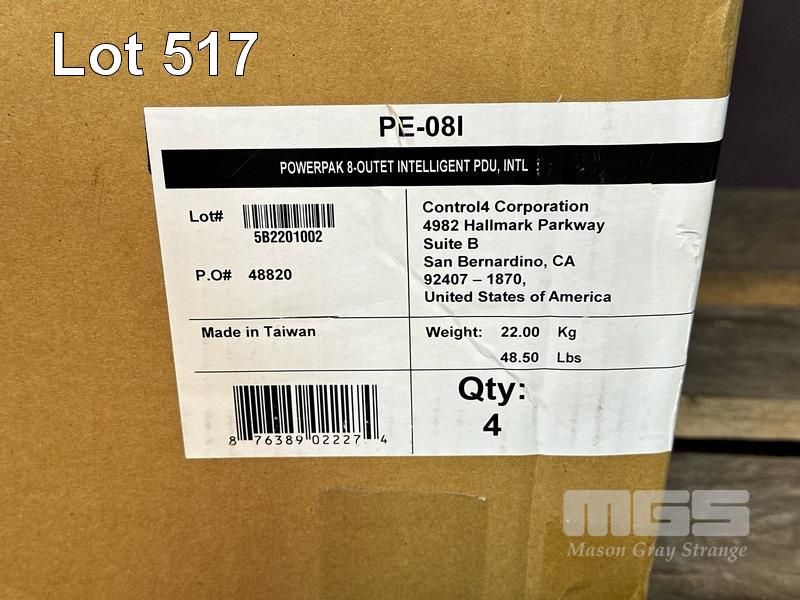 Lot 517
PE-08I
POWERPAK 8-OUTET INTELLIGENT PDU, INTL
Lot#
5B2201002
P.O# 48820
Control4 Corporation
4982 Hallmark Parkway
Suite B
San Bernardino, CA
92407 – 1870,
United States of America
Made in Taiwan
Weight: 22.00 Kg
48.50 Lbs
8 76389 02227 4
Qty:
4
MGS
Mason Gray Strange